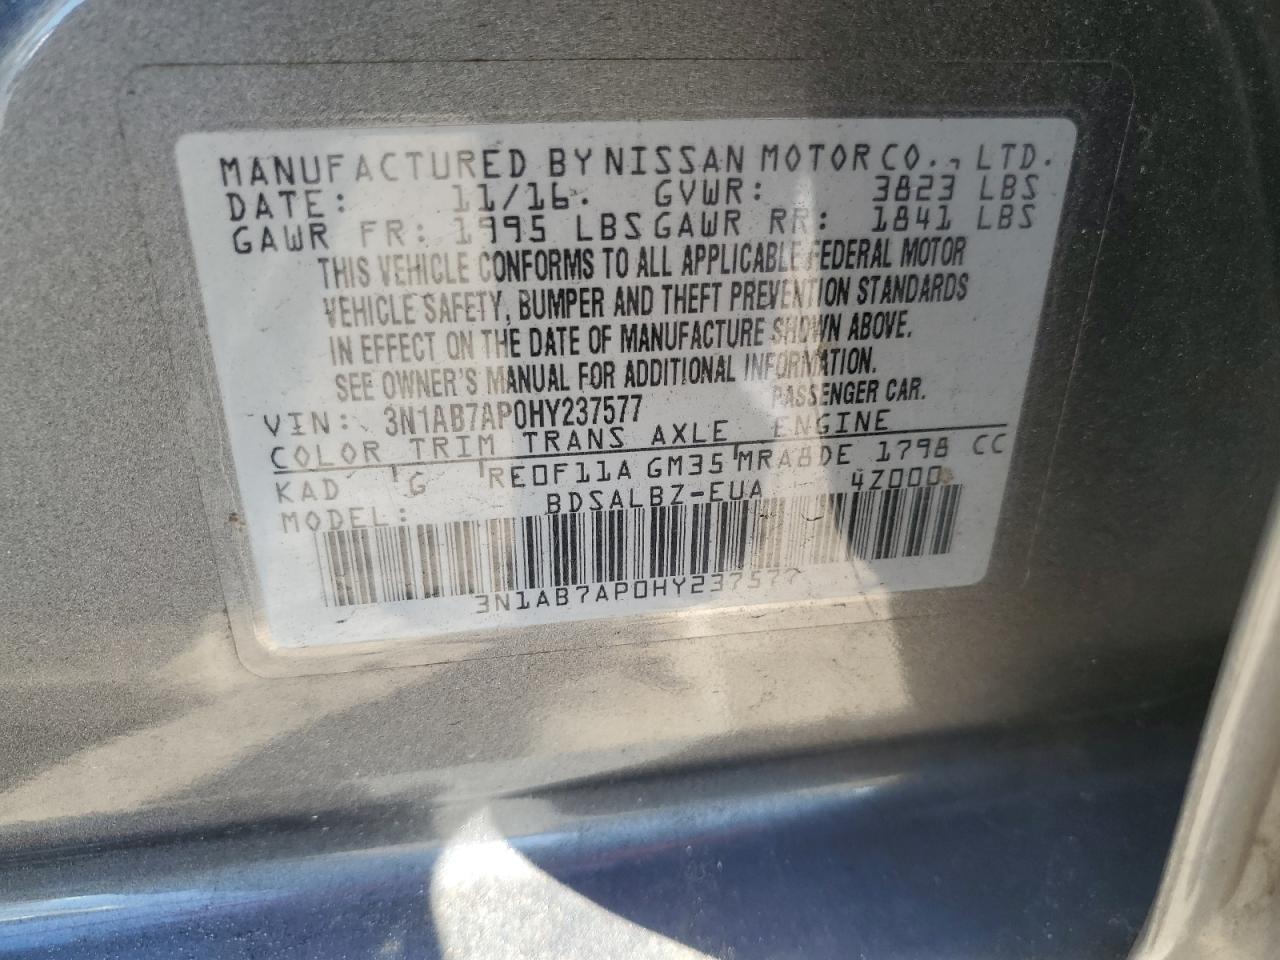 MANUFACTURED BY NISSAN MOTOR CO., LTD.
DATE: 11/16. GVWR: 3823 LBS
GAWR FR: 1995 LBS GAWR RR: 1841 LBS
THIS VEHICLE CONFORMS TO ALL APPLICABLE FEDERAL MOTOR
VEHICLE SAFETY, BUMPER AND THEFT PREVENTION STANDARDS
IN EFFECT ON THE DATE OF MANUFACTURE SHOWN ABOVE.
SEE OWNER'S MANUAL FOR ADDITIONAL INFORMATION.
VIN: 3N1AB7AP0HY237577 PASSENGER CAR.
COLOR TRIM TRANS AXLE ENGINE
KAD G RE0F11A GM35 MRA8DE 1798 CC
MODEL: BDSALBZ-EUA 4Z000
3N1AB7AP0HY237577